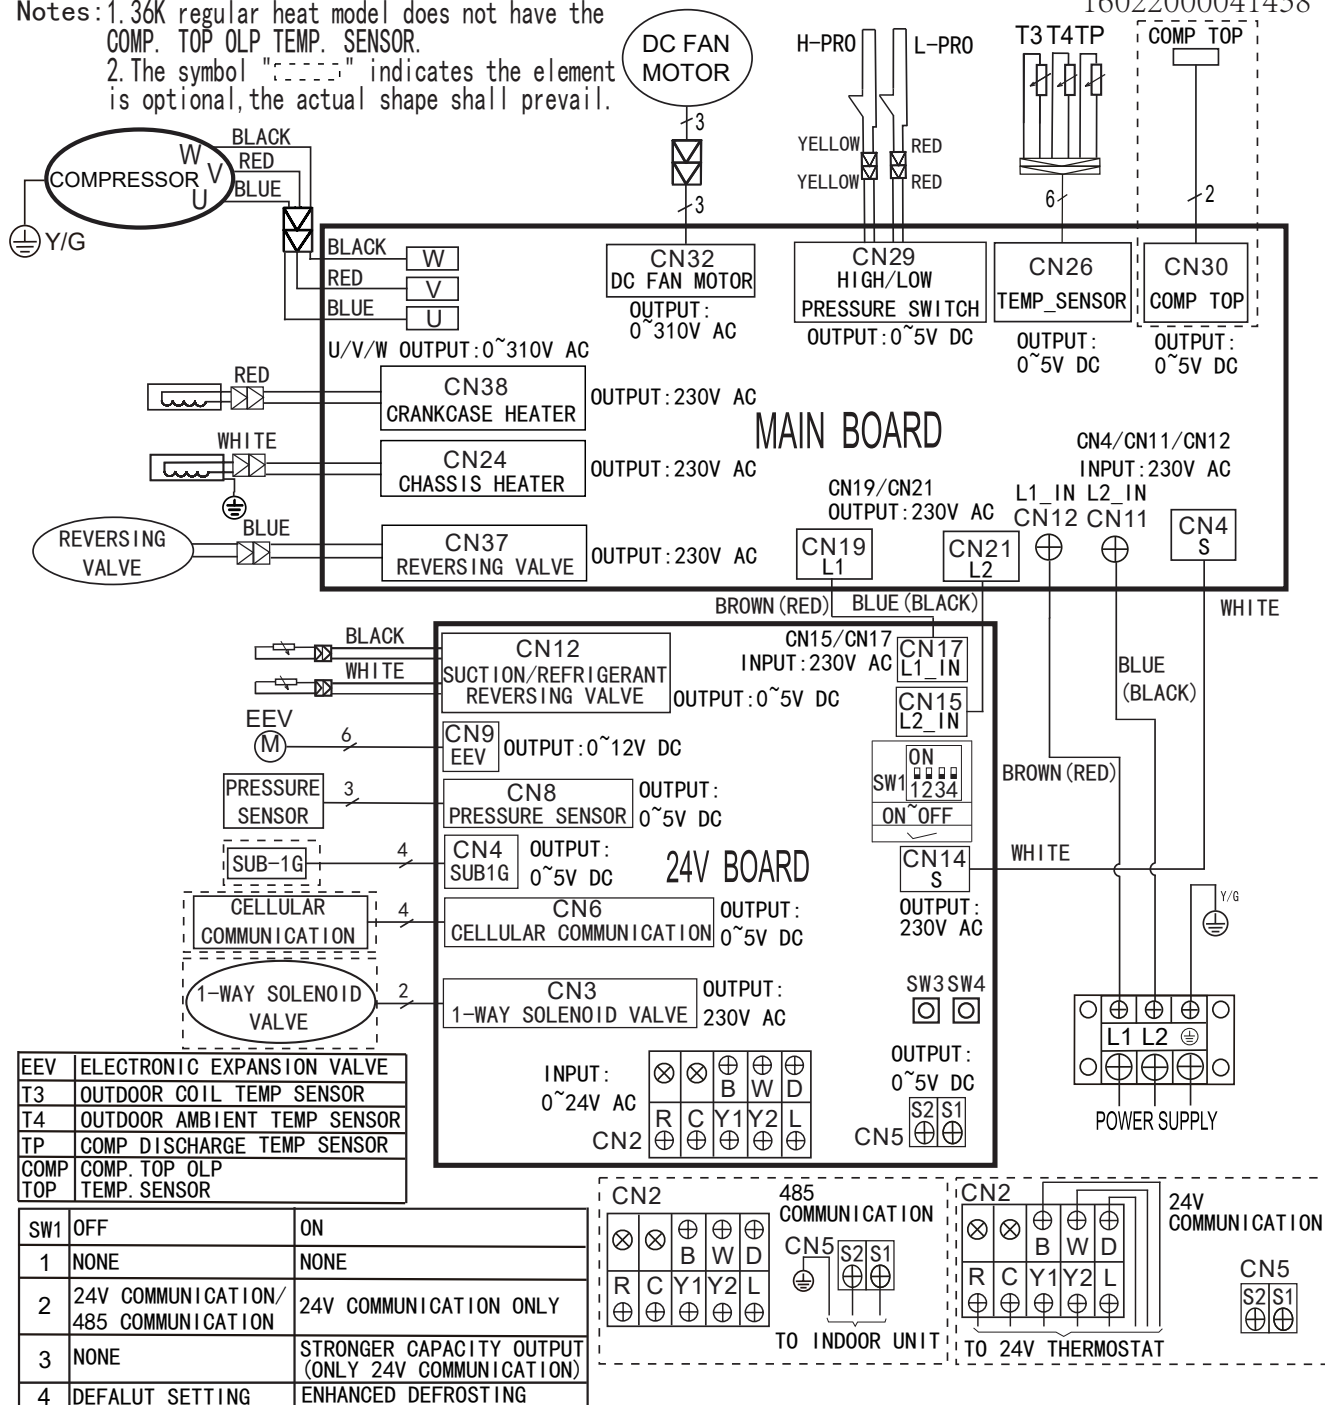 Notes:1.36K regular heat model does not have the
COMP. TOP OLP TEMP. SENSOR.
2.The symbol " " indicates the element
is optional,the actual shape shall prevail.
16022000041458
DC FAN
MOTOR
H-PRO
L-PRO
T3 T4 TP
COMP TOP
3
YELLOW
RED
YELLOW
RED
3
6
2
COMPRESSOR
W
V
U
BLACK
RED
BLUE
Y/G
BLACK
W
RED
V
BLUE
U
U/V/W OUTPUT:0~310V AC
CN32
DC FAN MOTOR
OUTPUT:
0~310V AC
CN29
HIGH/LOW
PRESSURE SWITCH
OUTPUT:0~5V DC
CN26
TEMP_SENSOR
OUTPUT:
0~5V DC
CN30
COMP TOP
OUTPUT:
0~5V DC
RED
CN38
CRANKCASE HEATER
OUTPUT:230V AC
MAIN BOARD
WHITE
CN24
CHASSIS HEATER
OUTPUT:230V AC
CN4/CN11/CN12
INPUT:230V AC
CN19/CN21
OUTPUT:230V AC
L1_IN L2_IN
CN12 CN11
CN4
S
REVERSING
VALVE
BLUE
CN37
REVERSING VALVE
OUTPUT:230V AC
CN19
L1
CN21
L2
BROWN(RED)
BLUE(BLACK)
WHITE
BLACK
WHITE
CN12
SUCTION/REFRIGERANT
REVERSING VALVE
OUTPUT:0~5V DC
CN15/CN17
INPUT:230V AC
CN17
L1_IN
CN15
L2_IN
BLUE
(BLACK)
EEV
M
6
CN9
EEV
OUTPUT:0~12V DC
SW1
ON
1234
ON~OFF
BROWN(RED)
PRESSURE
SENSOR
3
CN8
PRESSURE SENSOR
OUTPUT:
0~5V DC
SUB-1G
4
CN4
SUB1G
OUTPUT:
0~5V DC
24V BOARD
CN14
S
WHITE
OUTPUT:
230V AC
Y/G
CELLULAR
COMMUNICATION
4
CN6
CELLULAR COMMUNICATION
OUTPUT:
0~5V DC
1-WAY SOLENOID
VALVE
2
CN3
1-WAY SOLENOID VALVE
OUTPUT:
230V AC
SW3 SW4
L1 L2
POWER SUPPLY
INPUT:
0~24V AC
CN2
B W D
R C Y1 Y2 L
OUTPUT:
0~5V DC
CN5
S2 S1
EEV ELECTRONIC EXPANSION VALVE
T3 OUTDOOR COIL TEMP SENSOR
T4 OUTDOOR AMBIENT TEMP SENSOR
TP COMP DISCHARGE TEMP SENSOR
COMP TOP COMP.TOP OLP
TEMP.SENSOR
SW1 OFF ON
1 NONE NONE
2 24V COMMUNICATION/
485 COMMUNICATION
24V COMMUNICATION ONLY
3 NONE STRONGER CAPACITY OUTPUT
(ONLY 24V COMMUNICATION)
4 DEFALUT SETTING ENHANCED DEFROSTING
CN2
B W D
R C Y1 Y2 L
485
COMMUNICATION
CN5
S2 S1
TO INDOOR UNIT
CN2
B W D
R C Y1 Y2 L
24V
COMMUNICATION
CN5
S2 S1
TO 24V THERMOSTAT